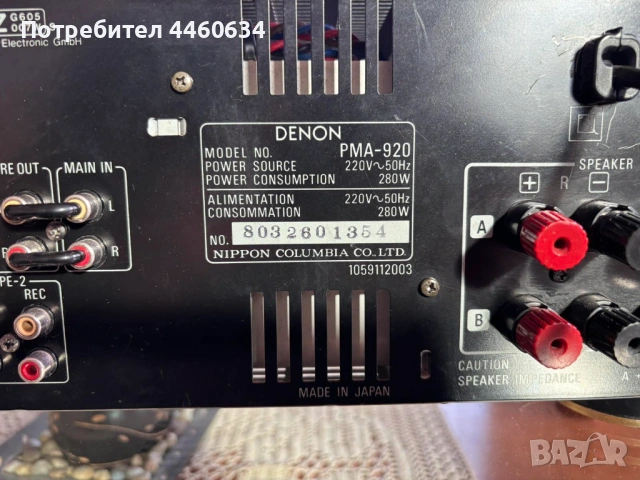 Потребител 4460634
G605
Electronic GmbH
DENON
MODEL NO. PMA-920
POWER SOURCE 220V~50Hz
POWER CONSUMPTION 280W
ALIMENTATION 220V~50Hz
CONSOMMATION 280W
NO. 8032601354
NIPPON COLUMBIA CO., LTD.
1059112003
RE OUT MAIN IN
L
R R
PE-2
REC
SPEAKER
+ R −
A
B
CAUTION
SPEAKER IMPEDANCE A +
MADE IN JAPAN
BAZAR